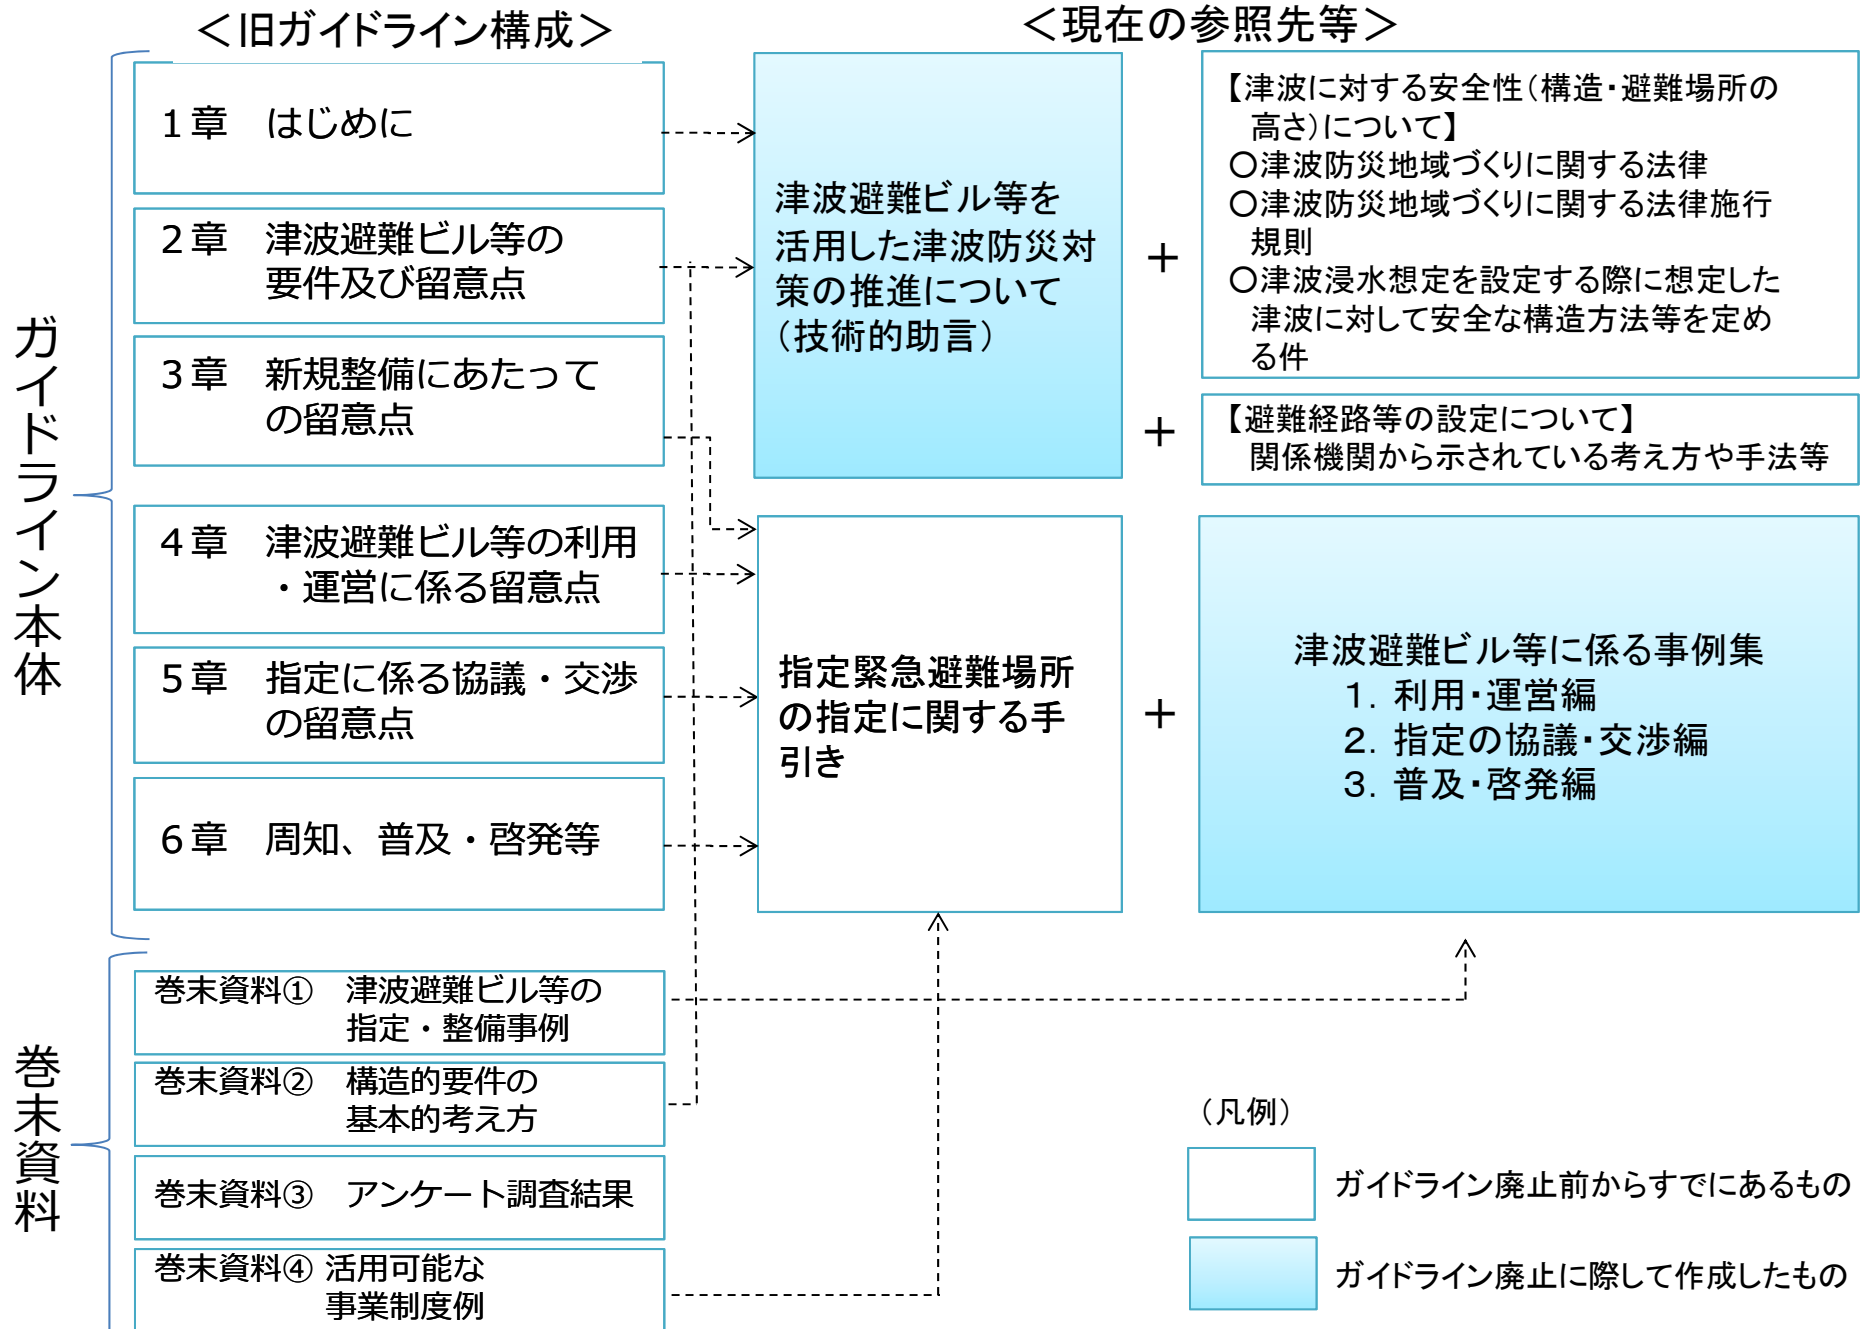 ＜旧ガイドライン構成＞
＜現在の参照先等＞
ガイドライン本体
１章　はじめに
２章　津波避難ビル等の
要件及び留意点
３章　新規整備にあたって
の留意点
４章　津波避難ビル等の利用
・運営に係る留意点
５章　指定に係る協議・交渉
の留意点
６章　周知、普及・啓発等
巻末資料
巻末資料①　津波避難ビル等の
指定・整備事例
巻末資料②　構造的要件の
基本的考え方
巻末資料③　アンケート調査結果
巻末資料④ 活用可能な
事業制度例
津波避難ビル等を
活用した津波防災対
策の推進について
（技術的助言）
＋
【津波に対する安全性（構造・避難場所の
高さ）について】
○津波防災地域づくりに関する法律
○津波防災地域づくりに関する法律施行
規則
○津波浸水想定を設定する際に想定した
津波に対して安全な構造方法等を定め
る件
＋
【避難経路等の設定について】
関係機関から示されている考え方や手法等
指定緊急避難場所
の指定に関する手
引き
＋
津波避難ビル等に係る事例集
１．利用・運営編
２．指定の協議・交渉編
３．普及・啓発編
（凡例）
ガイドライン廃止前からすでにあるもの
ガイドライン廃止に際して作成したもの